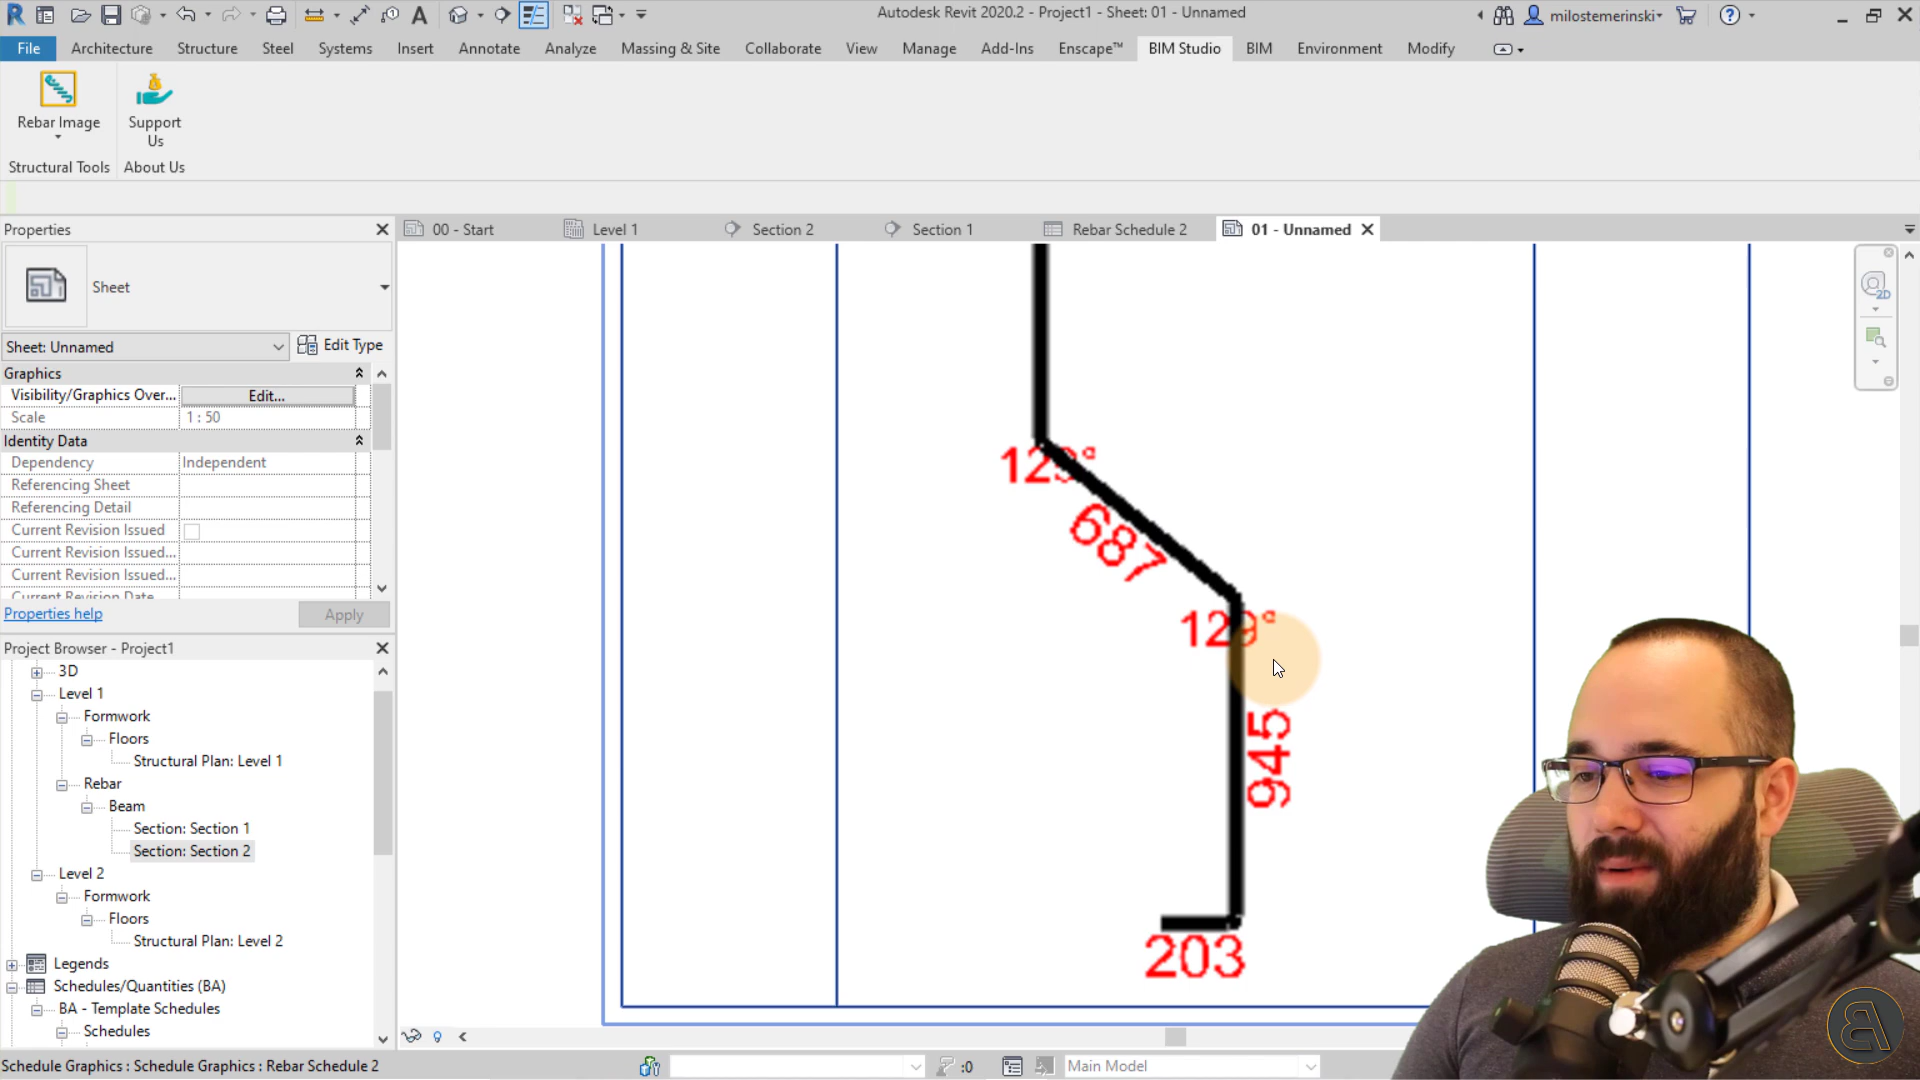 Autodesk Revit 2020.2 - Project1 - Sheet: 01 - Unnamed
milostemerinski
File Architecture Structure Steel Systems Insert Annotate Analyze Massing & Site Collaborate View Manage Add-Ins Enscape™ BIM Studio BIM Environment Modify
Rebar Image
Support Us
Structural Tools
About Us
Properties
00 - Start
Level 1
Section 2
Section 1
Rebar Schedule 2
01 - Unnamed
Sheet
2D
Sheet: Unnamed
Edit Type
Graphics
Visibility/Graphics Over...
Edit...
Scale
1 : 50
Identity Data
Dependency
Independent
Referencing Sheet
Referencing Detail
Current Revision Issued
Current Revision Issued...
Current Revision Issued...
Current Revision Date
Properties help
Apply
687
129°
945
203
Project Browser - Project1
3D
Level 1
Formwork
Floors
Structural Plan: Level 1
Rebar
Beam
Section: Section 1
Section: Section 2
Level 2
Formwork
Floors
Structural Plan: Level 2
Legends
Schedules/Quantities (BA)
BA - Template Schedules
Schedules
Schedule Graphics : Schedule Graphics : Rebar Schedule 2
:0
Main Model